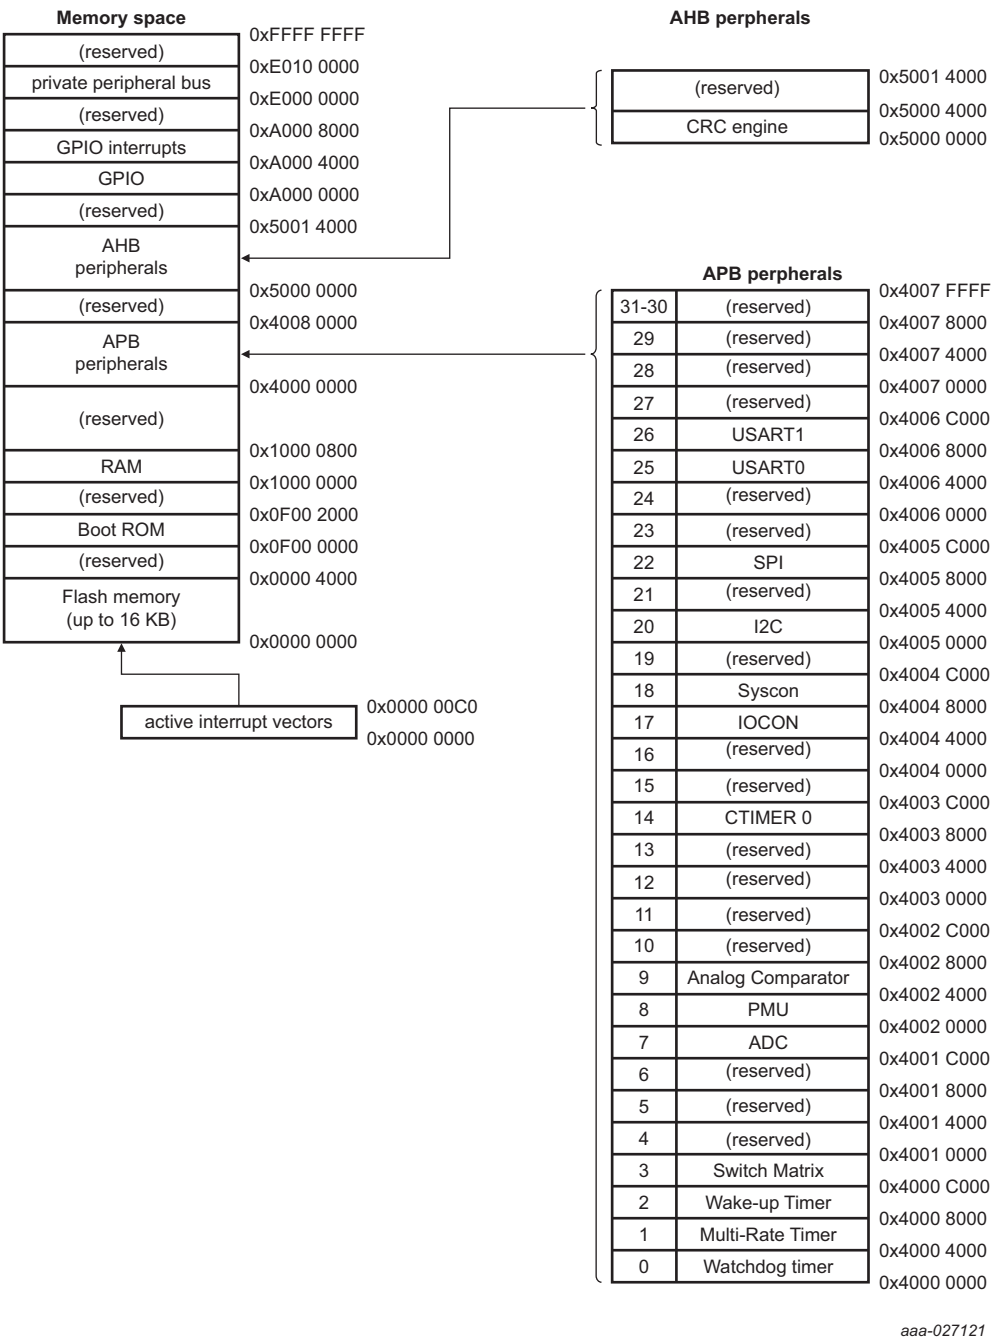 Memory space
0xFFFF FFFF
(reserved)
0xE010 0000
private peripheral bus
0xE000 0000
(reserved)
0xA000 8000
GPIO interrupts
0xA000 4000
GPIO
0xA000 0000
(reserved)
0x5001 4000
AHB
peripherals
0x5000 0000
(reserved)
0x4008 0000
APB
peripherals
0x4000 0000
(reserved)
0x1000 0800
RAM
0x1000 0000
(reserved)
0x0F00 2000
Boot ROM
0x0F00 0000
(reserved)
0x0000 4000
Flash memory
(up to 16 KB)
0x0000 0000
active interrupt vectors
0x0000 00C0
0x0000 0000
AHB perpherals
0x5001 4000
(reserved)
0x5000 4000
CRC engine
0x5000 0000
APB perpherals
0x4007 FFFF
31-30 (reserved)
0x4007 8000
29 (reserved)
0x4007 4000
28 (reserved)
0x4007 0000
27 (reserved)
0x4006 C000
26 USART1
0x4006 8000
25 USART0
0x4006 4000
24 (reserved)
0x4006 0000
23 (reserved)
0x4005 C000
22 SPI
0x4005 8000
21 (reserved)
0x4005 4000
20 I2C
0x4005 0000
19 (reserved)
0x4004 C000
18 Syscon
0x4004 8000
17 IOCON
0x4004 4000
16 (reserved)
0x4004 0000
15 (reserved)
0x4003 C000
14 CTIMER 0
0x4003 8000
13 (reserved)
0x4003 4000
12 (reserved)
0x4003 0000
11 (reserved)
0x4002 C000
10 (reserved)
0x4002 8000
9 Analog Comparator
0x4002 4000
8 PMU
0x4002 0000
7 ADC
0x4001 C000
6 (reserved)
0x4001 8000
5 (reserved)
0x4001 4000
4 (reserved)
0x4001 0000
3 Switch Matrix
0x4000 C000
2 Wake-up Timer
0x4000 8000
1 Multi-Rate Timer
0x4000 4000
0 Watchdog timer
0x4000 0000
aaa-027121